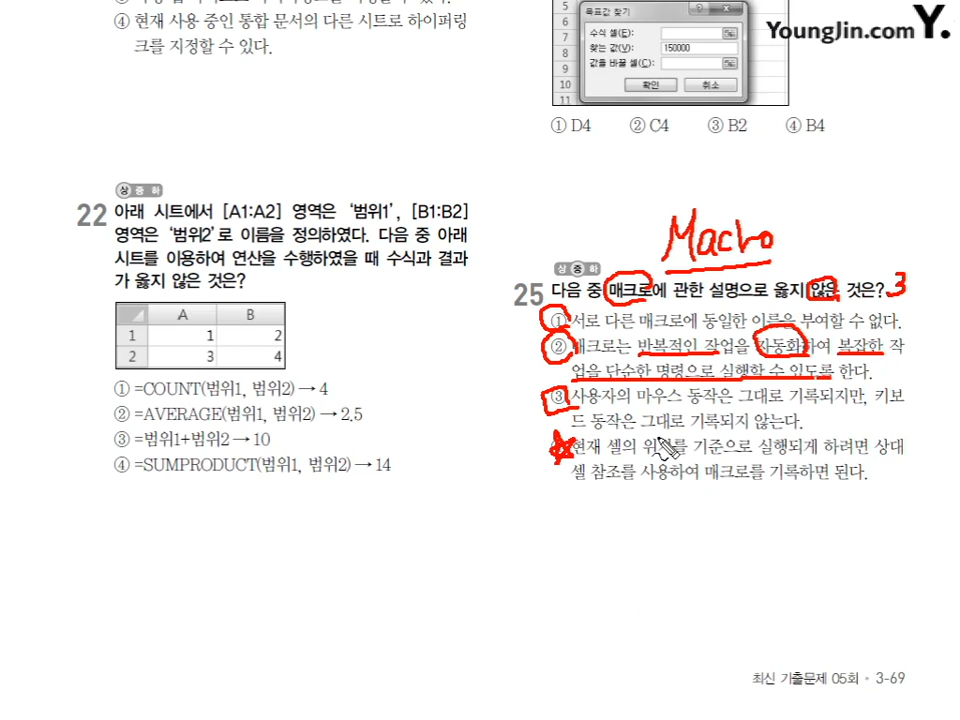 ④ 현재 사용 중인 통합 문서의 다른 시트로 하이퍼링
크를 지정할 수 있다.
22
상 중 하
아래 시트에서 [A1:A2] 영역은 ‘범위1’, [B1:B2]
영역은 ‘범위2’로 이름을 정의하였다. 다음 중 아래
시트를 이용하여 연산을 수행하였을 때 수식과 결과
가 옳지 않은 것은?
A B
1 1 2
2 3 4
① =COUNT(범위1, 범위2) → 4
② =AVERAGE(범위1, 범위2) → 2.5
③ =범위1+범위2 → 10
④ =SUMPRODUCT(범위1, 범위2) → 14
5
6
7
8
9
10
11
목표값 찾기
수식 셀(E):
찾는 값(V): 150000
값을 바꿀 셀(C):
확인 취소
YoungJin.com Y.
① D4 ② C4 ③ B2 ④ B4
Macro
상 중 하
25 다음 중 매크로에 관한 설명으로 옳지 않은 것은? 3
① 서로 다른 매크로에 동일한 이름을 부여할 수 없다.
② 매크로는 반복적인 작업을 자동화하여 복잡한 작
업을 단순한 명령으로 실행할 수 있도록 한다.
③ 사용자의 마우스 동작은 그대로 기록되지만, 키보
드 동작은 그대로 기록되지 않는다.
현재 셀의 위치를 기준으로 실행되게 하려면 상대
셀 참조를 사용하여 매크로를 기록하면 된다.
최신 기출문제 05회 • 3-69